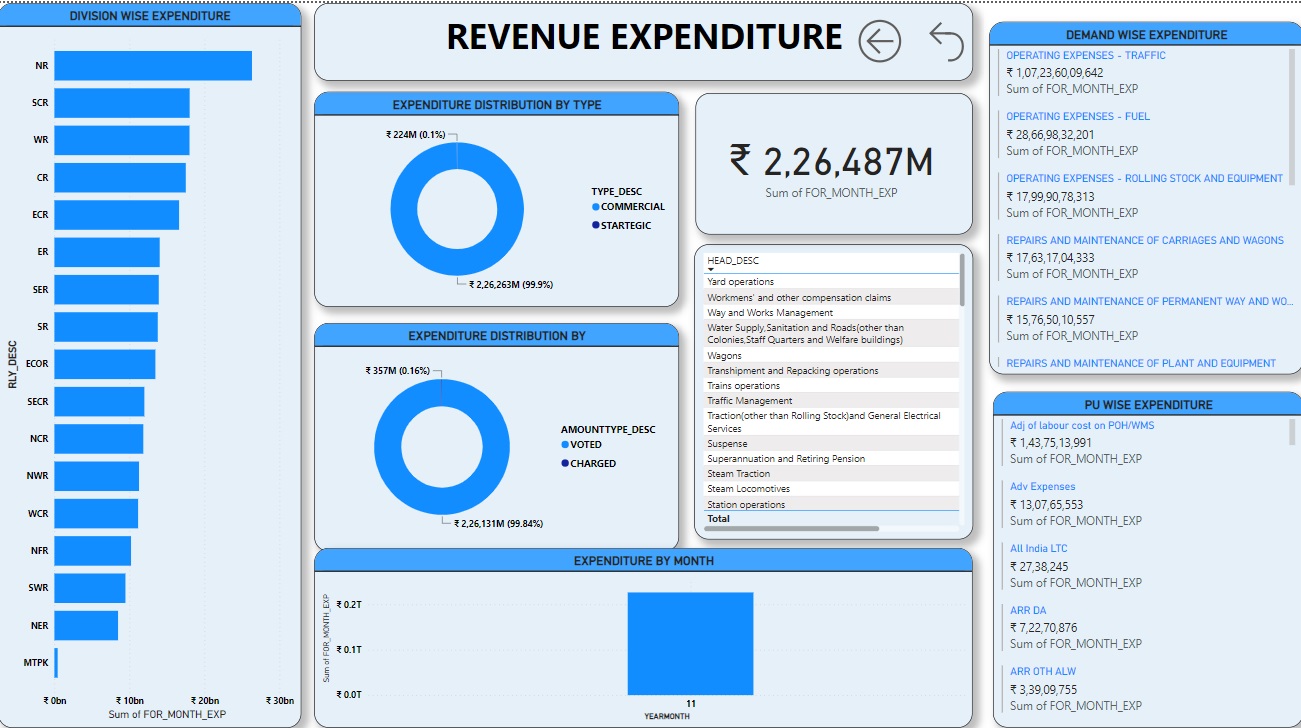 DIVISION WISE EXPENDITURE
NR
SCR
WR
CR
ECR
ER
SER
SR
ECOR
SECR
NCR
NWR
WCR
NFR
SWR
NER
MTPK
RLY_DESC
₹ 0bn
₹ 10bn
₹ 20bn
₹ 30bn
Sum of FOR_MONTH_EXP
REVENUE EXPENDITURE
EXPENDITURE DISTRIBUTION BY TYPE
₹ 224M (0.1%)
TYPE_DESC
COMMERCIAL
STARTEGIC
₹ 2,26,263M (99.9%)
EXPENDITURE DISTRIBUTION BY
₹ 357M (0.16%)
AMOUNTTYPE_DESC
VOTED
CHARGED
₹ 2,26,131M (99.84%)
₹ 2,26,487M
Sum of FOR_MONTH_EXP
HEAD_DESC
Yard operations
Workmens' and other compensation claims
Way and Works Management
Water Supply,Sanitation and Roads(other than
Colonies,Staff Quarters and Welfare buildings)
Wagons
Transhipment and Repacking operations
Trains operations
Traffic Management
Traction(other than Rolling Stock)and General Electrical
Services
Suspense
Superannuation and Retiring Pension
Steam Traction
Steam Locomotives
Station operations
Total
EXPENDITURE BY MONTH
Sum of FOR_MONTH_EXP
₹ 0.2T
₹ 0.1T
₹ 0.0T
11
YEARMONTH
DEMAND WISE EXPENDITURE
OPERATING EXPENSES - TRAFFIC
₹ 1,07,23,60,09,642
Sum of FOR_MONTH_EXP
OPERATING EXPENSES - FUEL
₹ 28,66,98,32,201
Sum of FOR_MONTH_EXP
OPERATING EXPENSES - ROLLING STOCK AND EQUIPMENT
₹ 17,99,90,78,313
Sum of FOR_MONTH_EXP
REPAIRS AND MAINTENANCE OF CARRIAGES AND WAGONS
₹ 17,63,17,04,333
Sum of FOR_MONTH_EXP
REPAIRS AND MAINTENANCE OF PERMANENT WAY AND WO...
₹ 15,76,50,10,557
Sum of FOR_MONTH_EXP
REPAIRS AND MAINTENANCE OF PLANT AND EQUIPMENT
PU WISE EXPENDITURE
Adj of labour cost on POH/WMS
₹ 1,43,75,13,991
Sum of FOR_MONTH_EXP
Adv Expenses
₹ 13,07,65,553
Sum of FOR_MONTH_EXP
All India LTC
₹ 27,38,245
Sum of FOR_MONTH_EXP
ARR DA
₹ 7,22,70,876
Sum of FOR_MONTH_EXP
ARR OTH ALW
₹ 3,39,09,755
Sum of FOR_MONTH_EXP